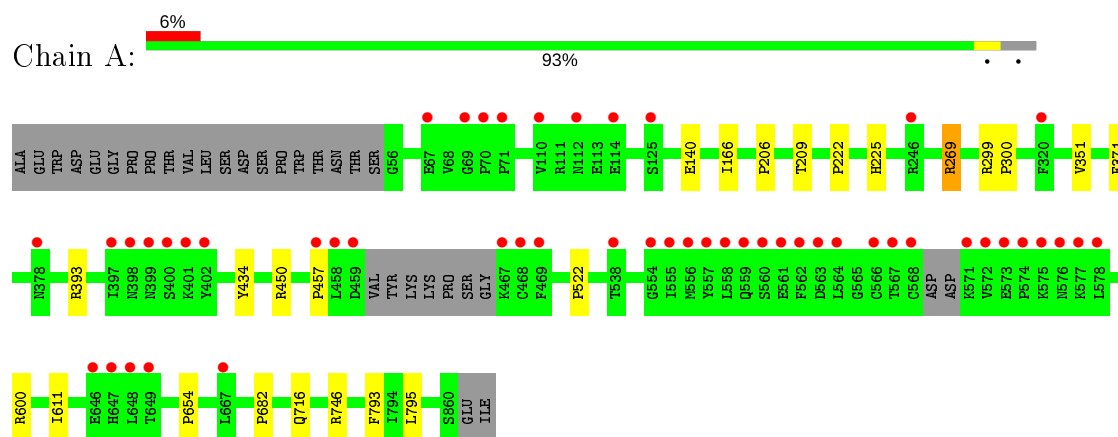 6%
Chain A:
93%
• •
ALA GLU TRP ASP GLU GLY PRO PRO THR VAL LEU SER ASP SER PRO TRP THR ASN THR SER G56 E67 V68 G69 P70 P71 V110 R111 N112 E113 E114 S125 E140 I166 P206 T209 P222 H225 R246 R269 R299 P300 F320 V351
N378 R393 I397 N398 N399 S400 K401 Y402 Y434 R450 P457 L458 D459 VAL TYR LYS LYS PRO SER GLY K467 C468 F469 P522 T538 G554 I555 M556 Y557 L558 Q559 S560 E561 F562 D563 L564 G565 C566 T567 C568 ASP ASP K571 V572 E573 P574 K575 N576 K577 L578
R600 I611 E646 H647 L648 T649 P654 L667 P682 Q716 R746 F793 I794 L795 S860 GLU ILE